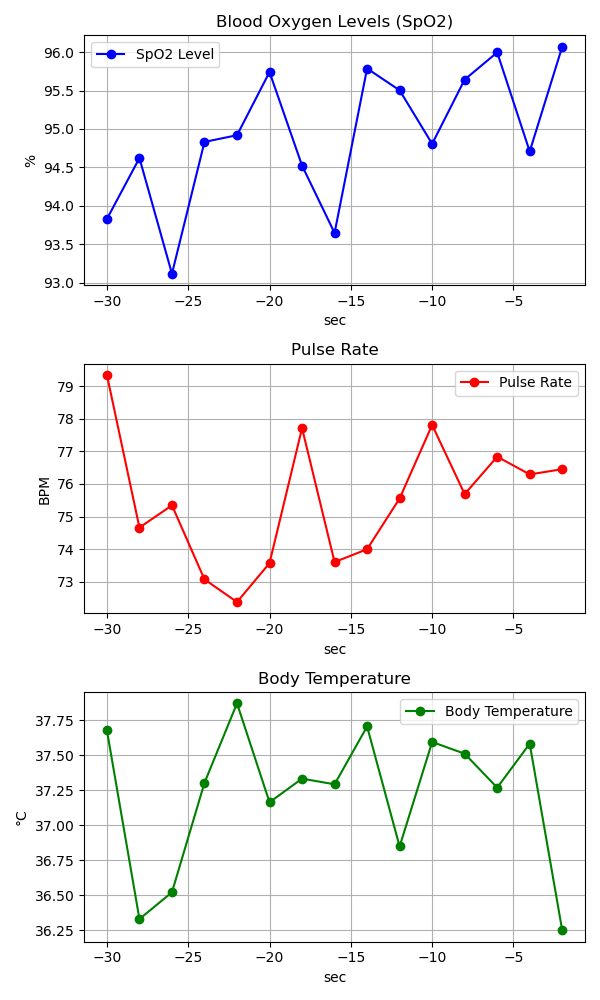 Blood Oxygen Levels (SpO2)
SpO2 Level
96.0
95.5
95.0
94.5
94.0
93.5
93.0
%
−30 −25 −20 −15 −10 −5
sec
Pulse Rate
Pulse Rate
79
78
77
76
75
74
73
BPM
−30 −25 −20 −15 −10 −5
sec
Body Temperature
Body Temperature
37.75
37.50
37.25
37.00
36.75
36.50
36.25
°C
−30 −25 −20 −15 −10 −5
sec